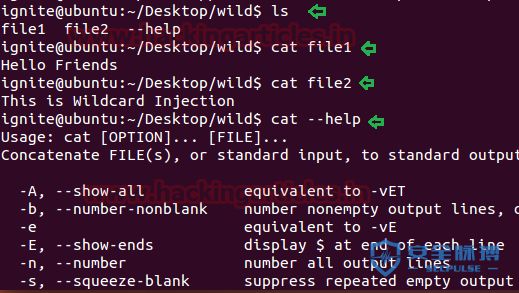 ignite@ubuntu:~/Desktop/wild$ ls
file1  file2  --help
ignite@ubuntu:~/Desktop/wild$ cat file1
Hello Friends
ignite@ubuntu:~/Desktop/wild$ cat file2
This is Wildcard Injection
ignite@ubuntu:~/Desktop/wild$ cat --help
Usage: cat [OPTION]... [FILE]...
Concatenate FILE(s), or standard input, to standard output
www.hackingarticles.in
-A, --show-all           equivalent to -vET
-b, --number-nonblank    number nonempty output lines, o
-e                       equivalent to -vE
-E, --show-ends          display $ at end of each line
-n, --number             number all output lines
-s, --squeeze-blank      suppress repeated empty output
安全脉搏
SECPULSE